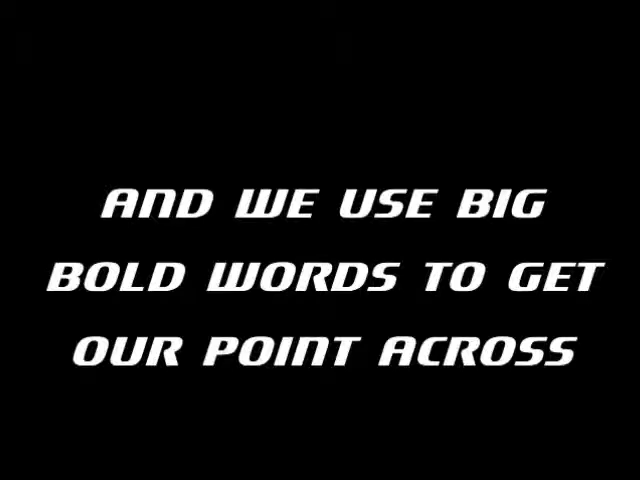 AND WE USE BIG
BOLD WORDS TO GET
OUR POINT ACROSS